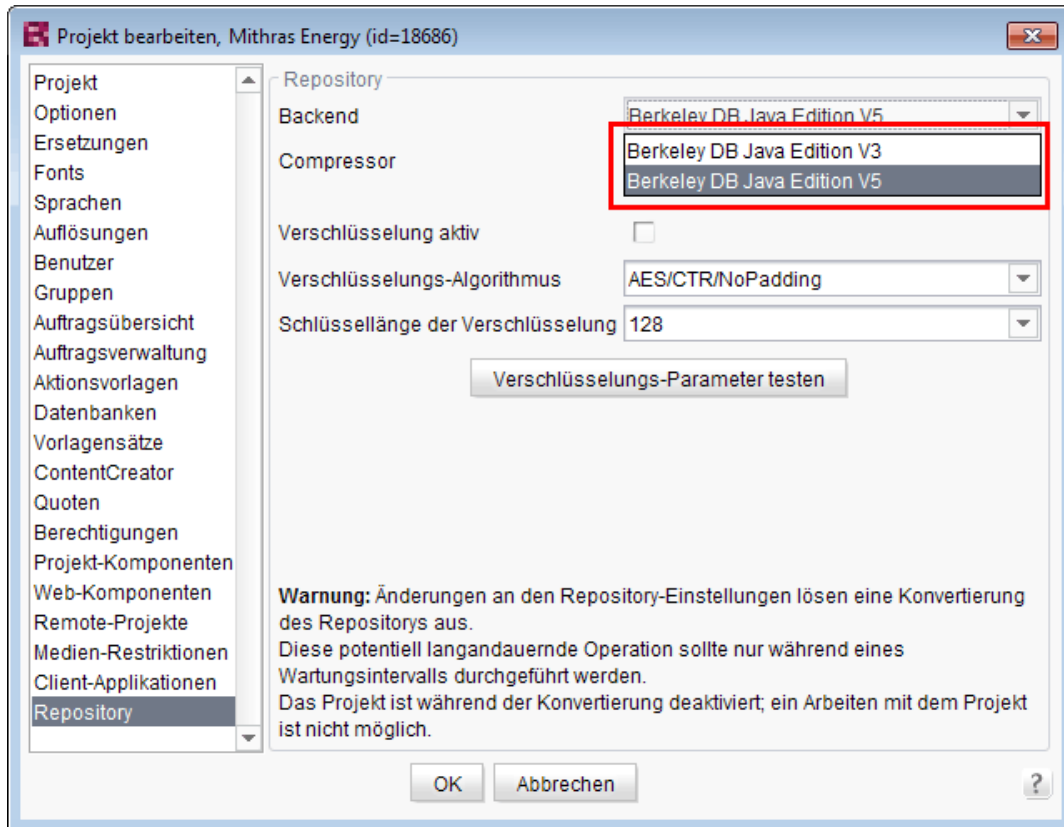 Projekt bearbeiten, Mithras Energy (id=18686)
Projekt
Optionen
Ersetzungen
Fonts
Sprachen
Auflösungen
Benutzer
Gruppen
Auftragsübersicht
Auftragsverwaltung
Aktionsvorlagen
Datenbanken
Vorlagensätze
ContentCreator
Quoten
Berechtigungen
Projekt-Komponenten
Web-Komponenten
Remote-Projekte
Medien-Restriktionen
Client-Applikationen
Repository
Repository
Backend Berkeley DB Java Edition V5
Berkeley DB Java Edition V3
Compressor
Berkeley DB Java Edition V5
Verschlüsselung aktiv
Verschlüsselungs-Algorithmus AES/CTR/NoPadding
Schlüssellänge der Verschlüsselung 128
Verschlüsselungs-Parameter testen
Warnung: Änderungen an den Repository-Einstellungen lösen eine Konvertierung
des Repositorys aus.
Diese potentiell langandauernde Operation sollte nur während eines
Wartungsintervalls durchgeführt werden.
Das Projekt ist während der Konvertierung deaktiviert; ein Arbeiten mit dem Projekt
ist nicht möglich.
OK Abbrechen ?